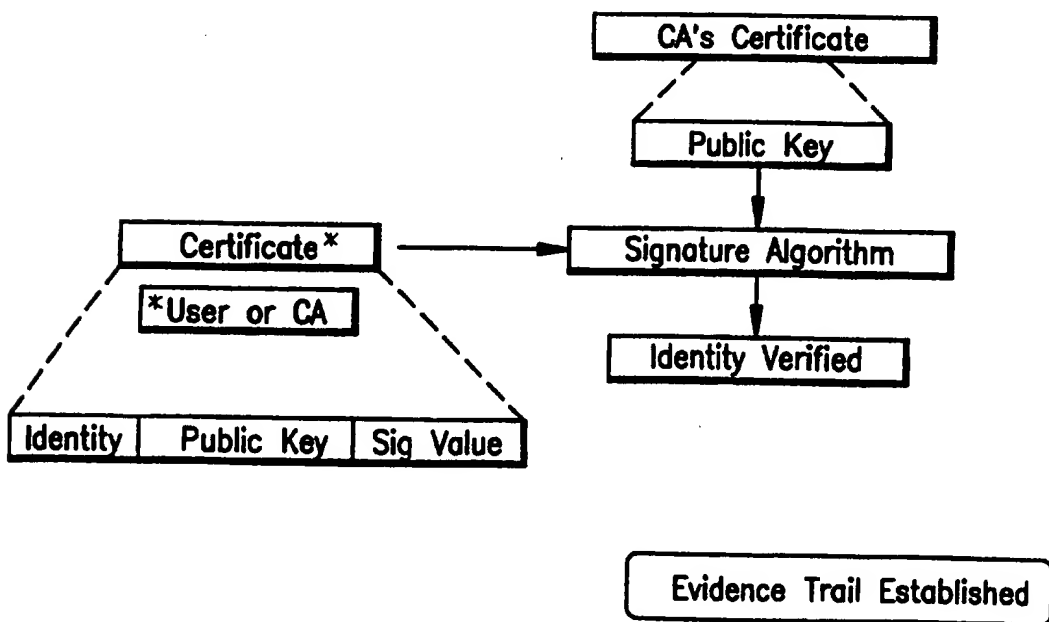 CA's Certificate
Public Key
Certificate*
Signature Algorithm
*User or CA
Identity Verified
Identity Public Key Sig Value
Evidence Trail Established